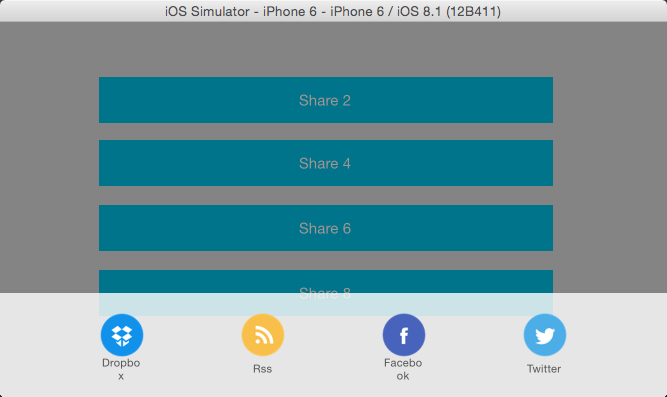 iOS Simulator - iPhone 6 - iPhone 6 / iOS 8.1 (12B411)
Share 2
Share 4
Share 6
Share 8
Dropbo
x
Rss
Facebo
ok
Twitter